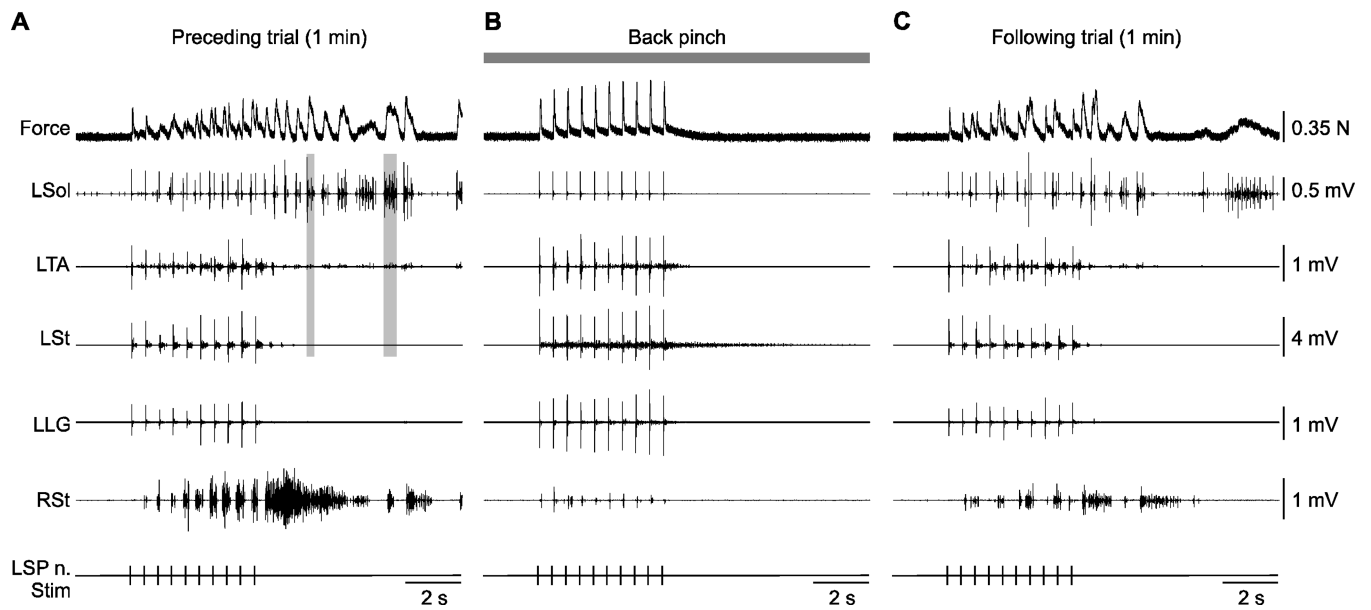 A
Preceding trial (1 min)
B
Back pinch
C
Following trial (1 min)
Force
0.35 N
LSol
0.5 mV
LTA
1 mV
LSt
4 mV
LLG
1 mV
RSt
1 mV
LSP n.
Stim
2 s
2 s
2 s